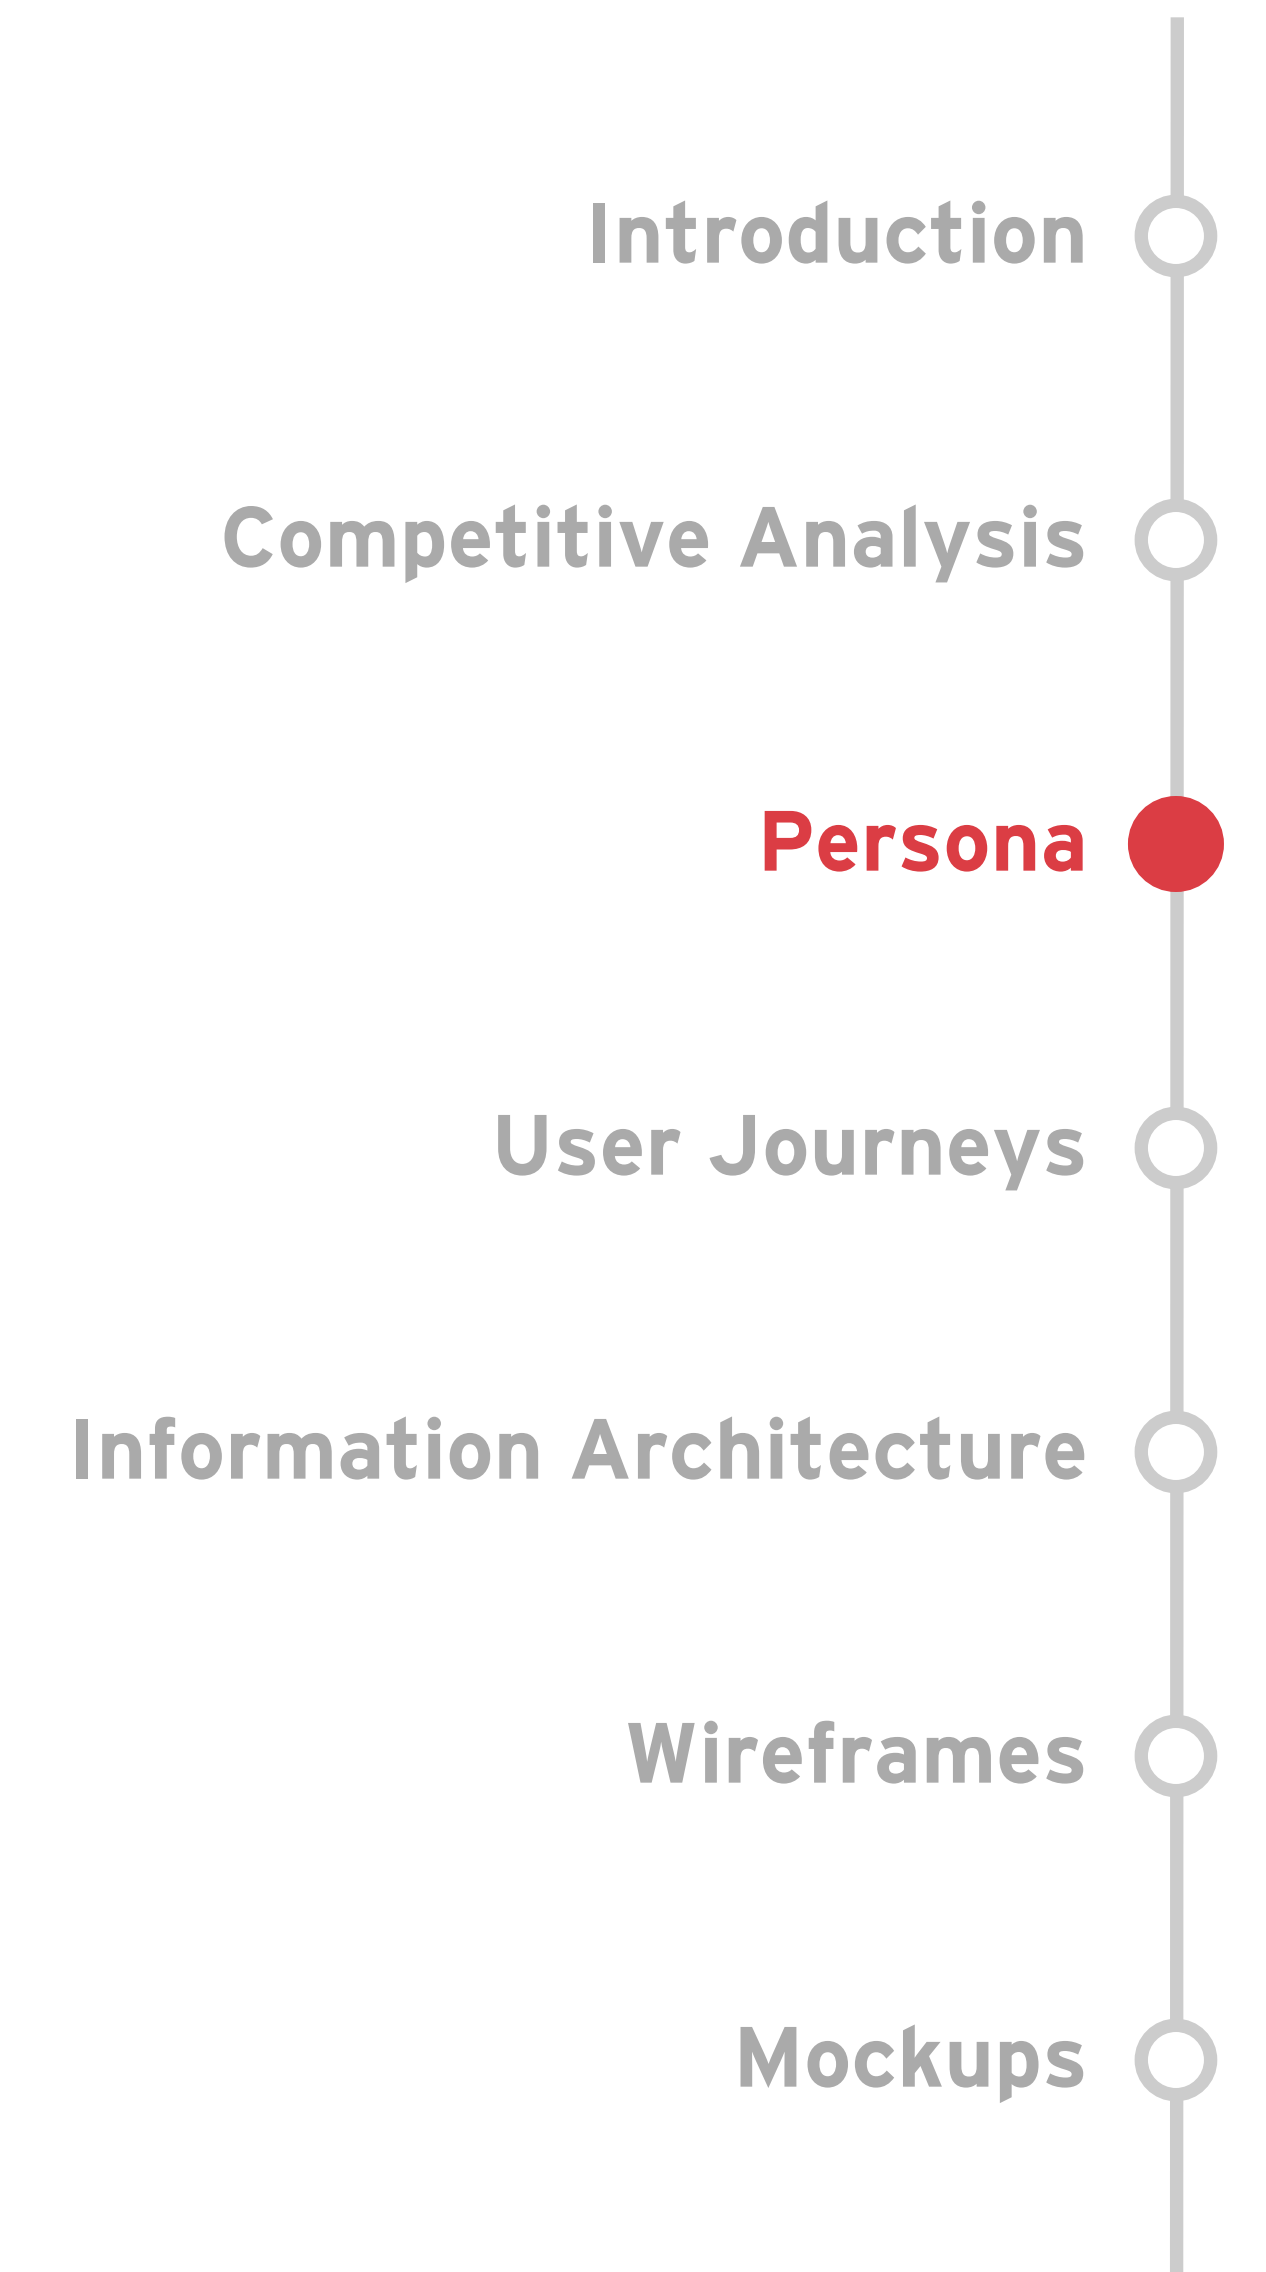 Introduction
Competitive Analysis
Persona
User Journeys
Information Architecture
Wireframes
Mockups